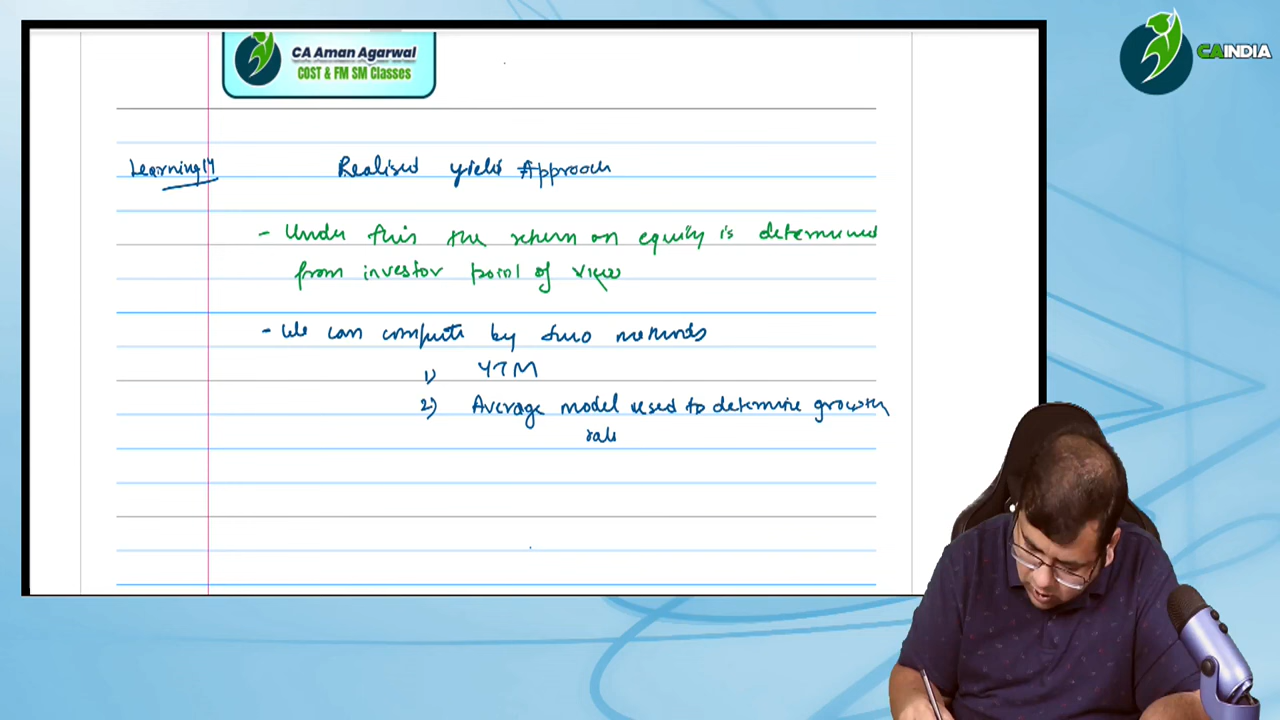 CA Aman Agarwal
COST & FM SM Classes
CAINDIA
Learning 14
Realised yield Approach
- Under this the return on equity is determined
from investor point of view
- We can compute by two methods
1) YTM
2) Average model used to determine growth
rate